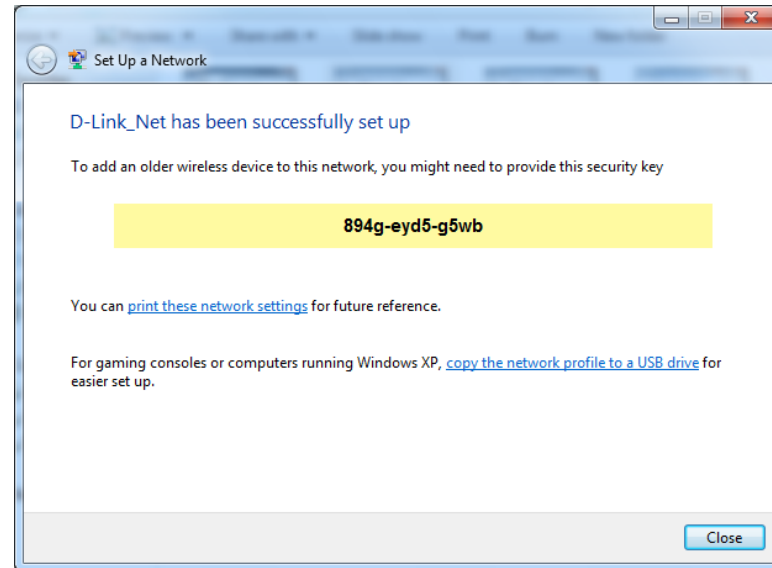 Set Up a Network
D-Link_Net has been successfully set up
To add an older wireless device to this network, you might need to provide this security key
894g-eyd5-g5wb
You can print these network settings for future reference.
For gaming consoles or computers running Windows XP, copy the network profile to a USB drive for
easier set up.
Close